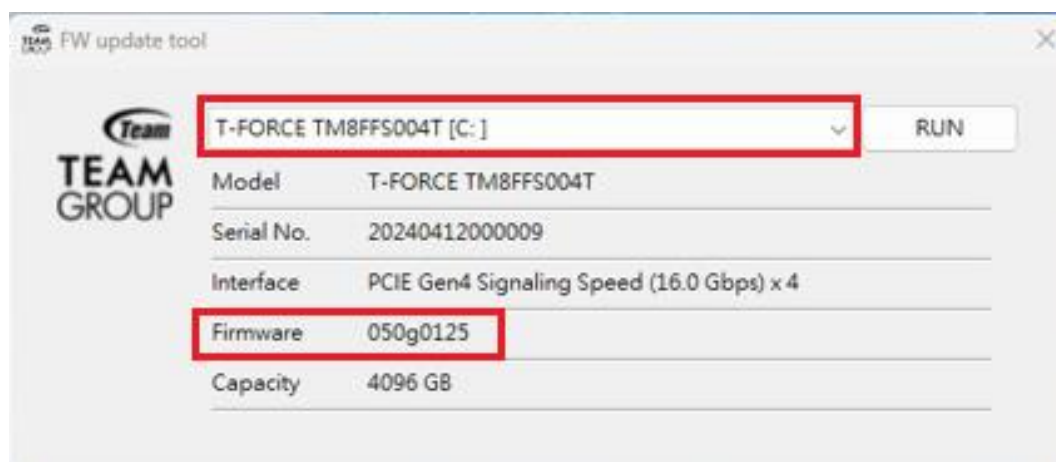 FW update tool
T-FORCE TM8FFS004T [C: ]
RUN
Team
TEAM
GROUP
Model T-FORCE TM8FFS004T
Serial No. 20240412000009
Interface PCIE Gen4 Signaling Speed (16.0 Gbps) x 4
Firmware 050g0125
Capacity 4096 GB